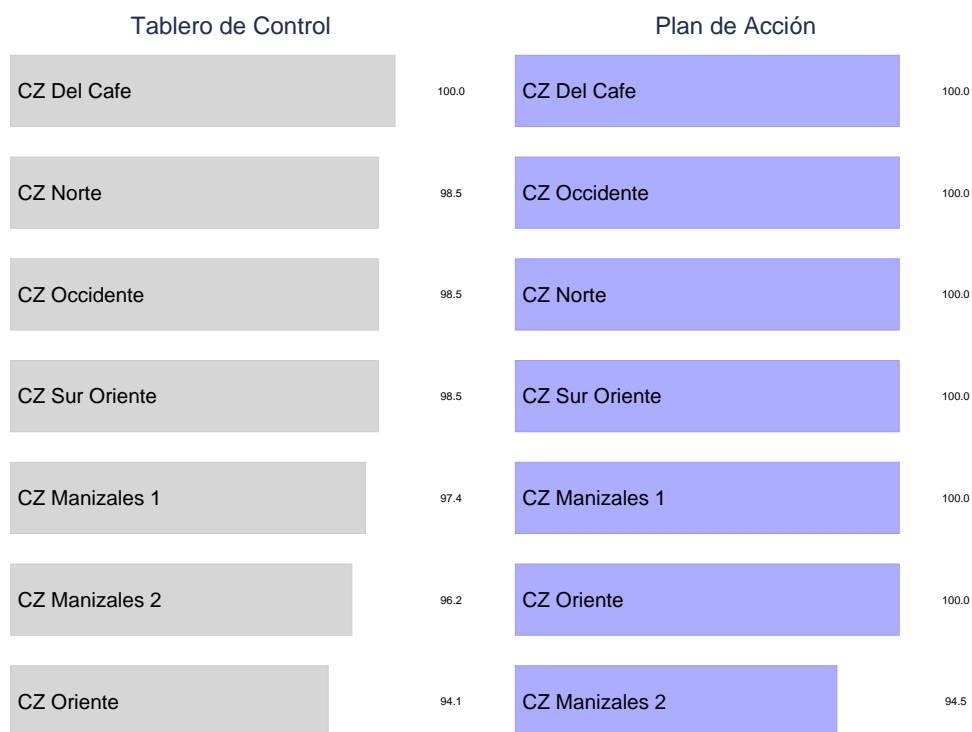 Tablero de Control
CZ Del Cafe 100.0
CZ Norte 98.5
CZ Occidente 98.5
CZ Sur Oriente 98.5
CZ Manizales 1 97.4
CZ Manizales 2 96.2
CZ Oriente 94.1
Plan de Acción
CZ Del Cafe 100.0
CZ Occidente 100.0
CZ Norte 100.0
CZ Sur Oriente 100.0
CZ Manizales 1 100.0
CZ Oriente 100.0
CZ Manizales 2 94.5